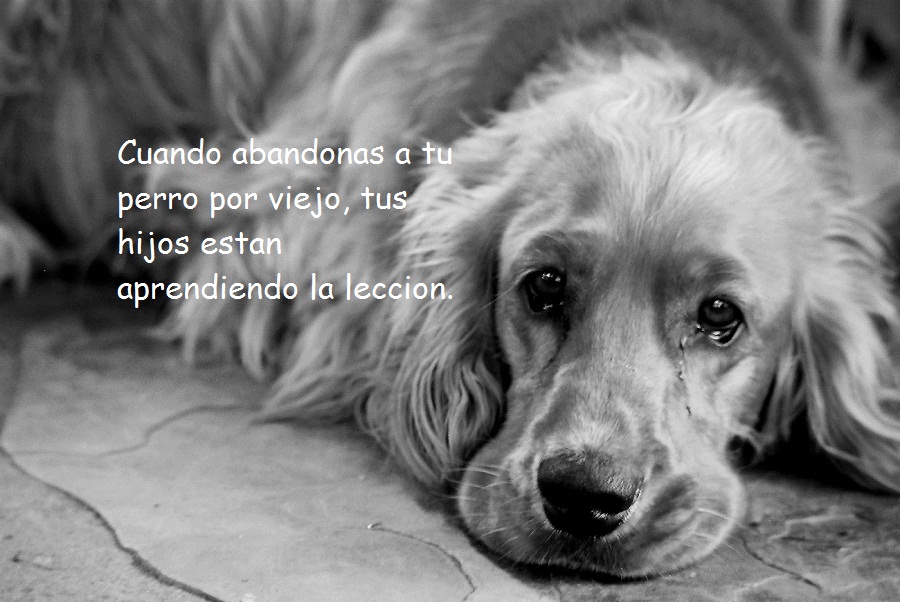 Cuando abandonas a tu
perro por viejo, tus
hijos estan
aprendiendo la leccion.